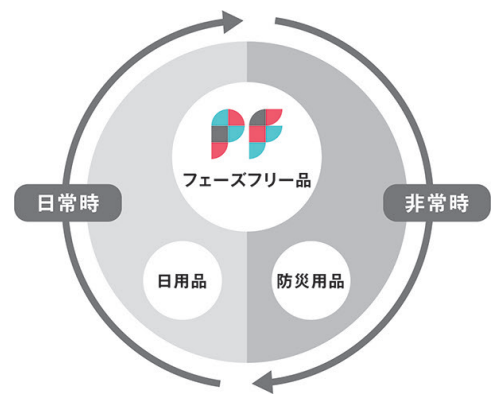 PF
フェーズフリー品
日常時
非常時
日用品
防災用品